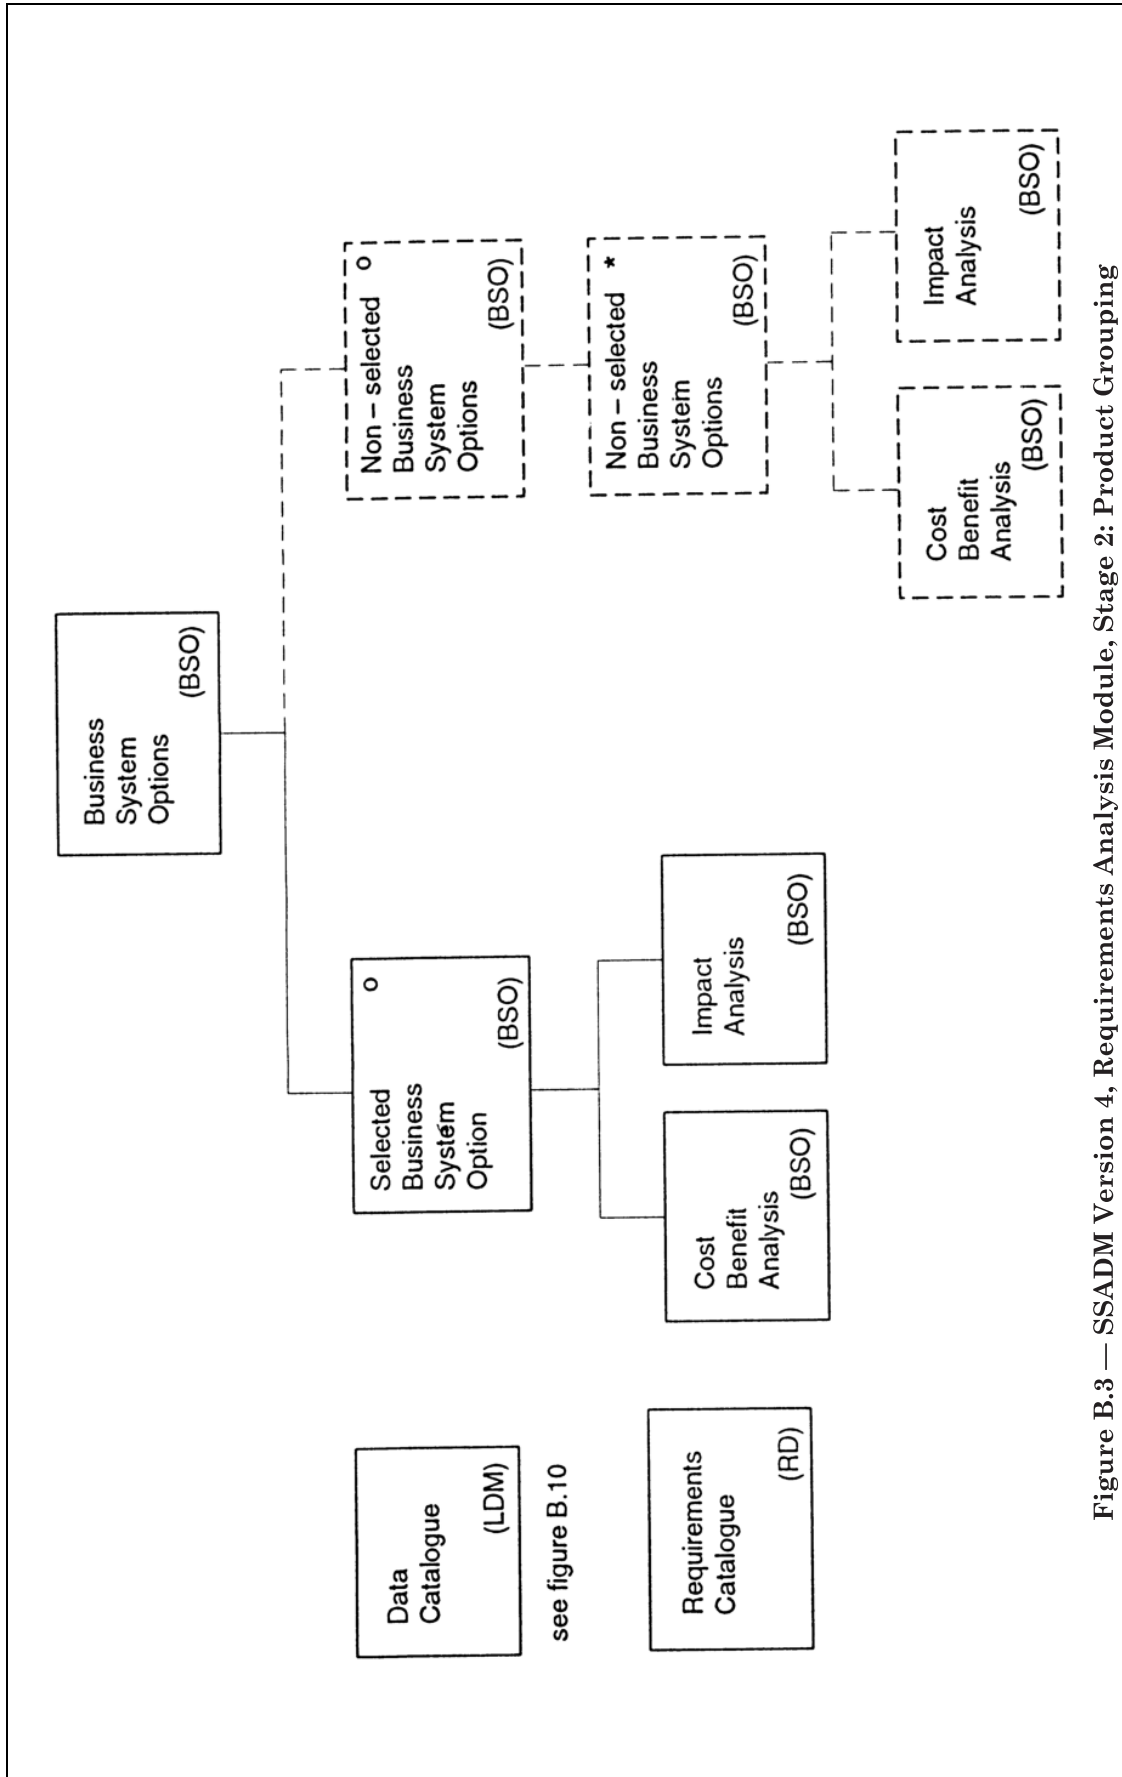 Business
System
Options
(BSO)
Selected o
Business
System
Option
(BSO)
Non – selected o
Business
System
Options
(BSO)
Non – selected *
Business
System
Options
(BSO)
Data
Catalogue
(LDM)
see figure B.10
Requirements
Catalogue
(RD)
Cost
Benefit
Analysis
(BSO)
Impact
Analysis
(BSO)
Cost
Benefit
Analysis
(BSO)
Impact
Analysis
(BSO)
Figure B.3 — SSADM Version 4, Requirements Analysis Module, Stage 2: Product Grouping